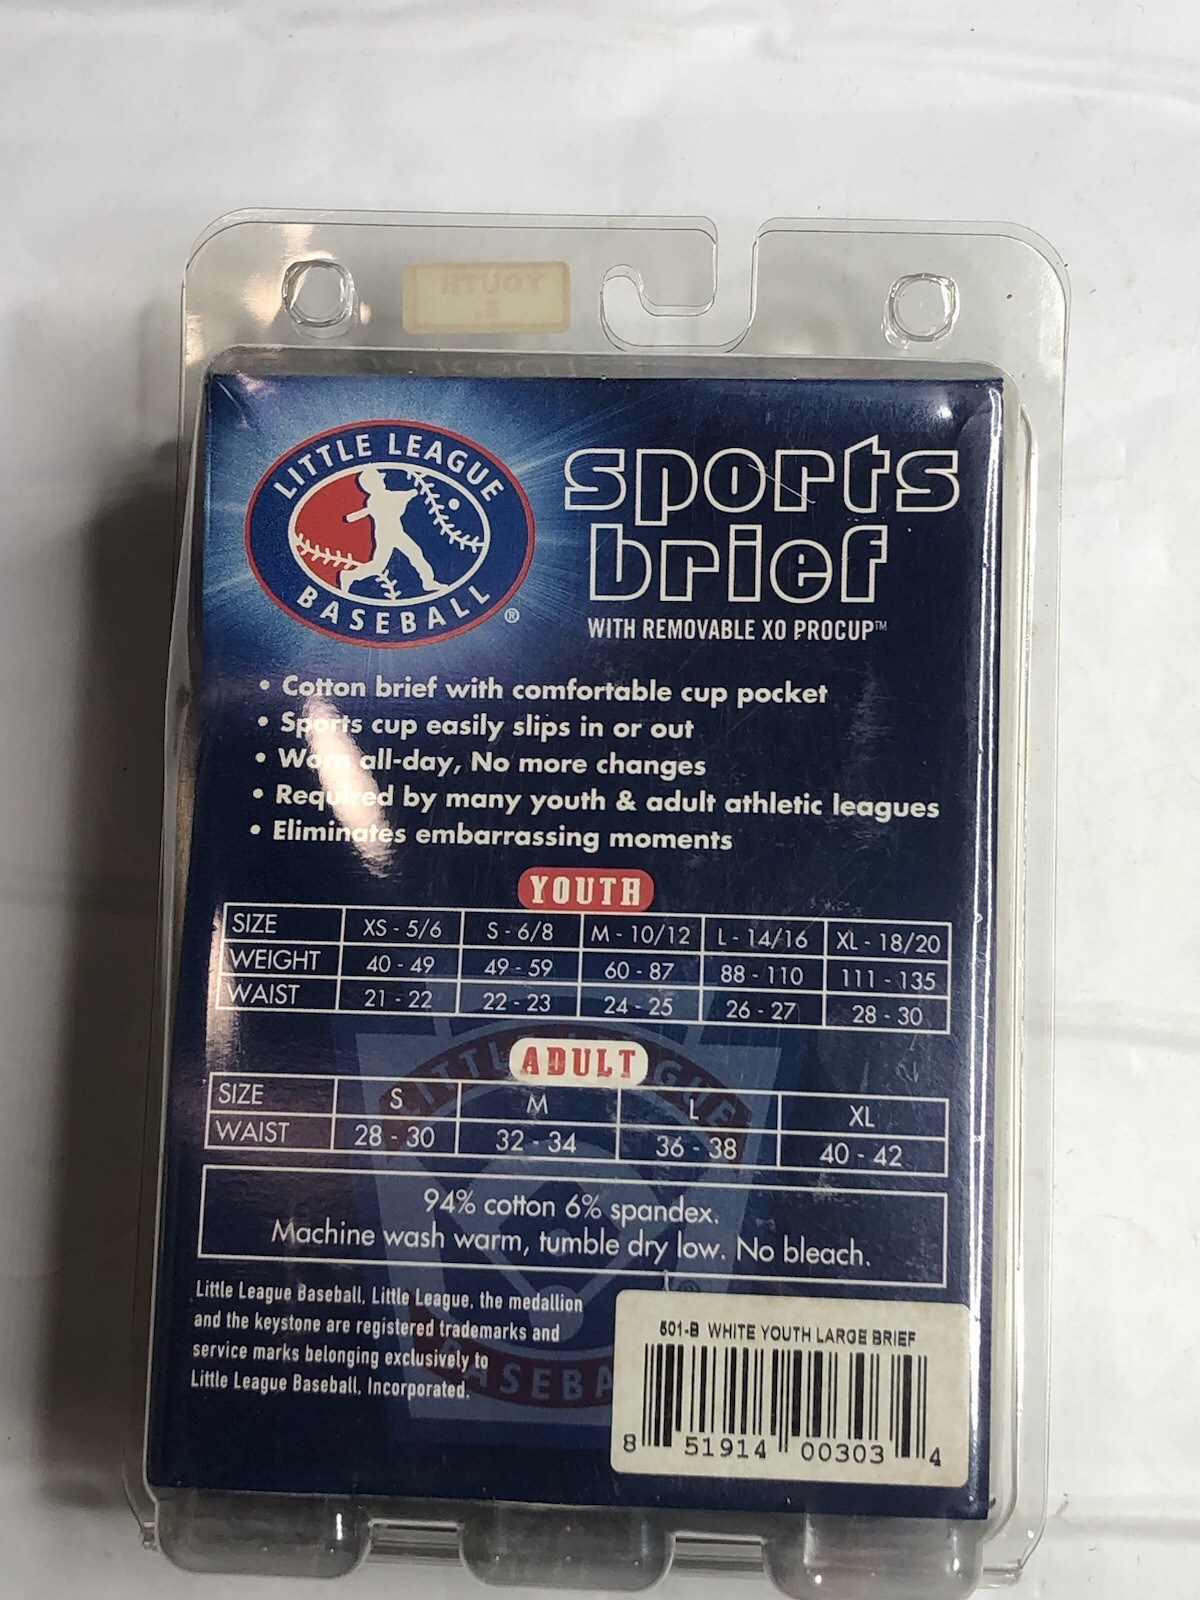 YOUTH
L
LITTLE LEAGUE
BASEBALL ®
sports
brief
WITH REMOVABLE XO PROCUP™
• Cotton brief with comfortable cup pocket
• Sports cup easily slips in or out
• Worn all-day, No more changes
• Required by many youth & adult athletic leagues
• Eliminates embarrassing moments
YOUTH
SIZE XS - 5/6 S - 6/8 M - 10/12 L - 14/16 XL - 18/20
WEIGHT 40 - 49 49 - 59 60 - 87 88 - 110 111 - 135
WAIST 21 - 22 22 - 23 24 - 25 26 - 27 28 - 30
LITTLE LEAGUE
ADULT
SIZE S M L XL
WAIST 28 - 30 32 - 34 36 - 38 40 - 42
94% cotton 6% spandex.
Machine wash warm, tumble dry low. No bleach.
Little League Baseball, Little League, the medallion
and the keystone are registered trademarks and
service marks belonging exclusively to
Little League Baseball, Incorporated.
®
BASEBA
501-B WHITE YOUTH LARGE BRIEF
8 51914 00303 4